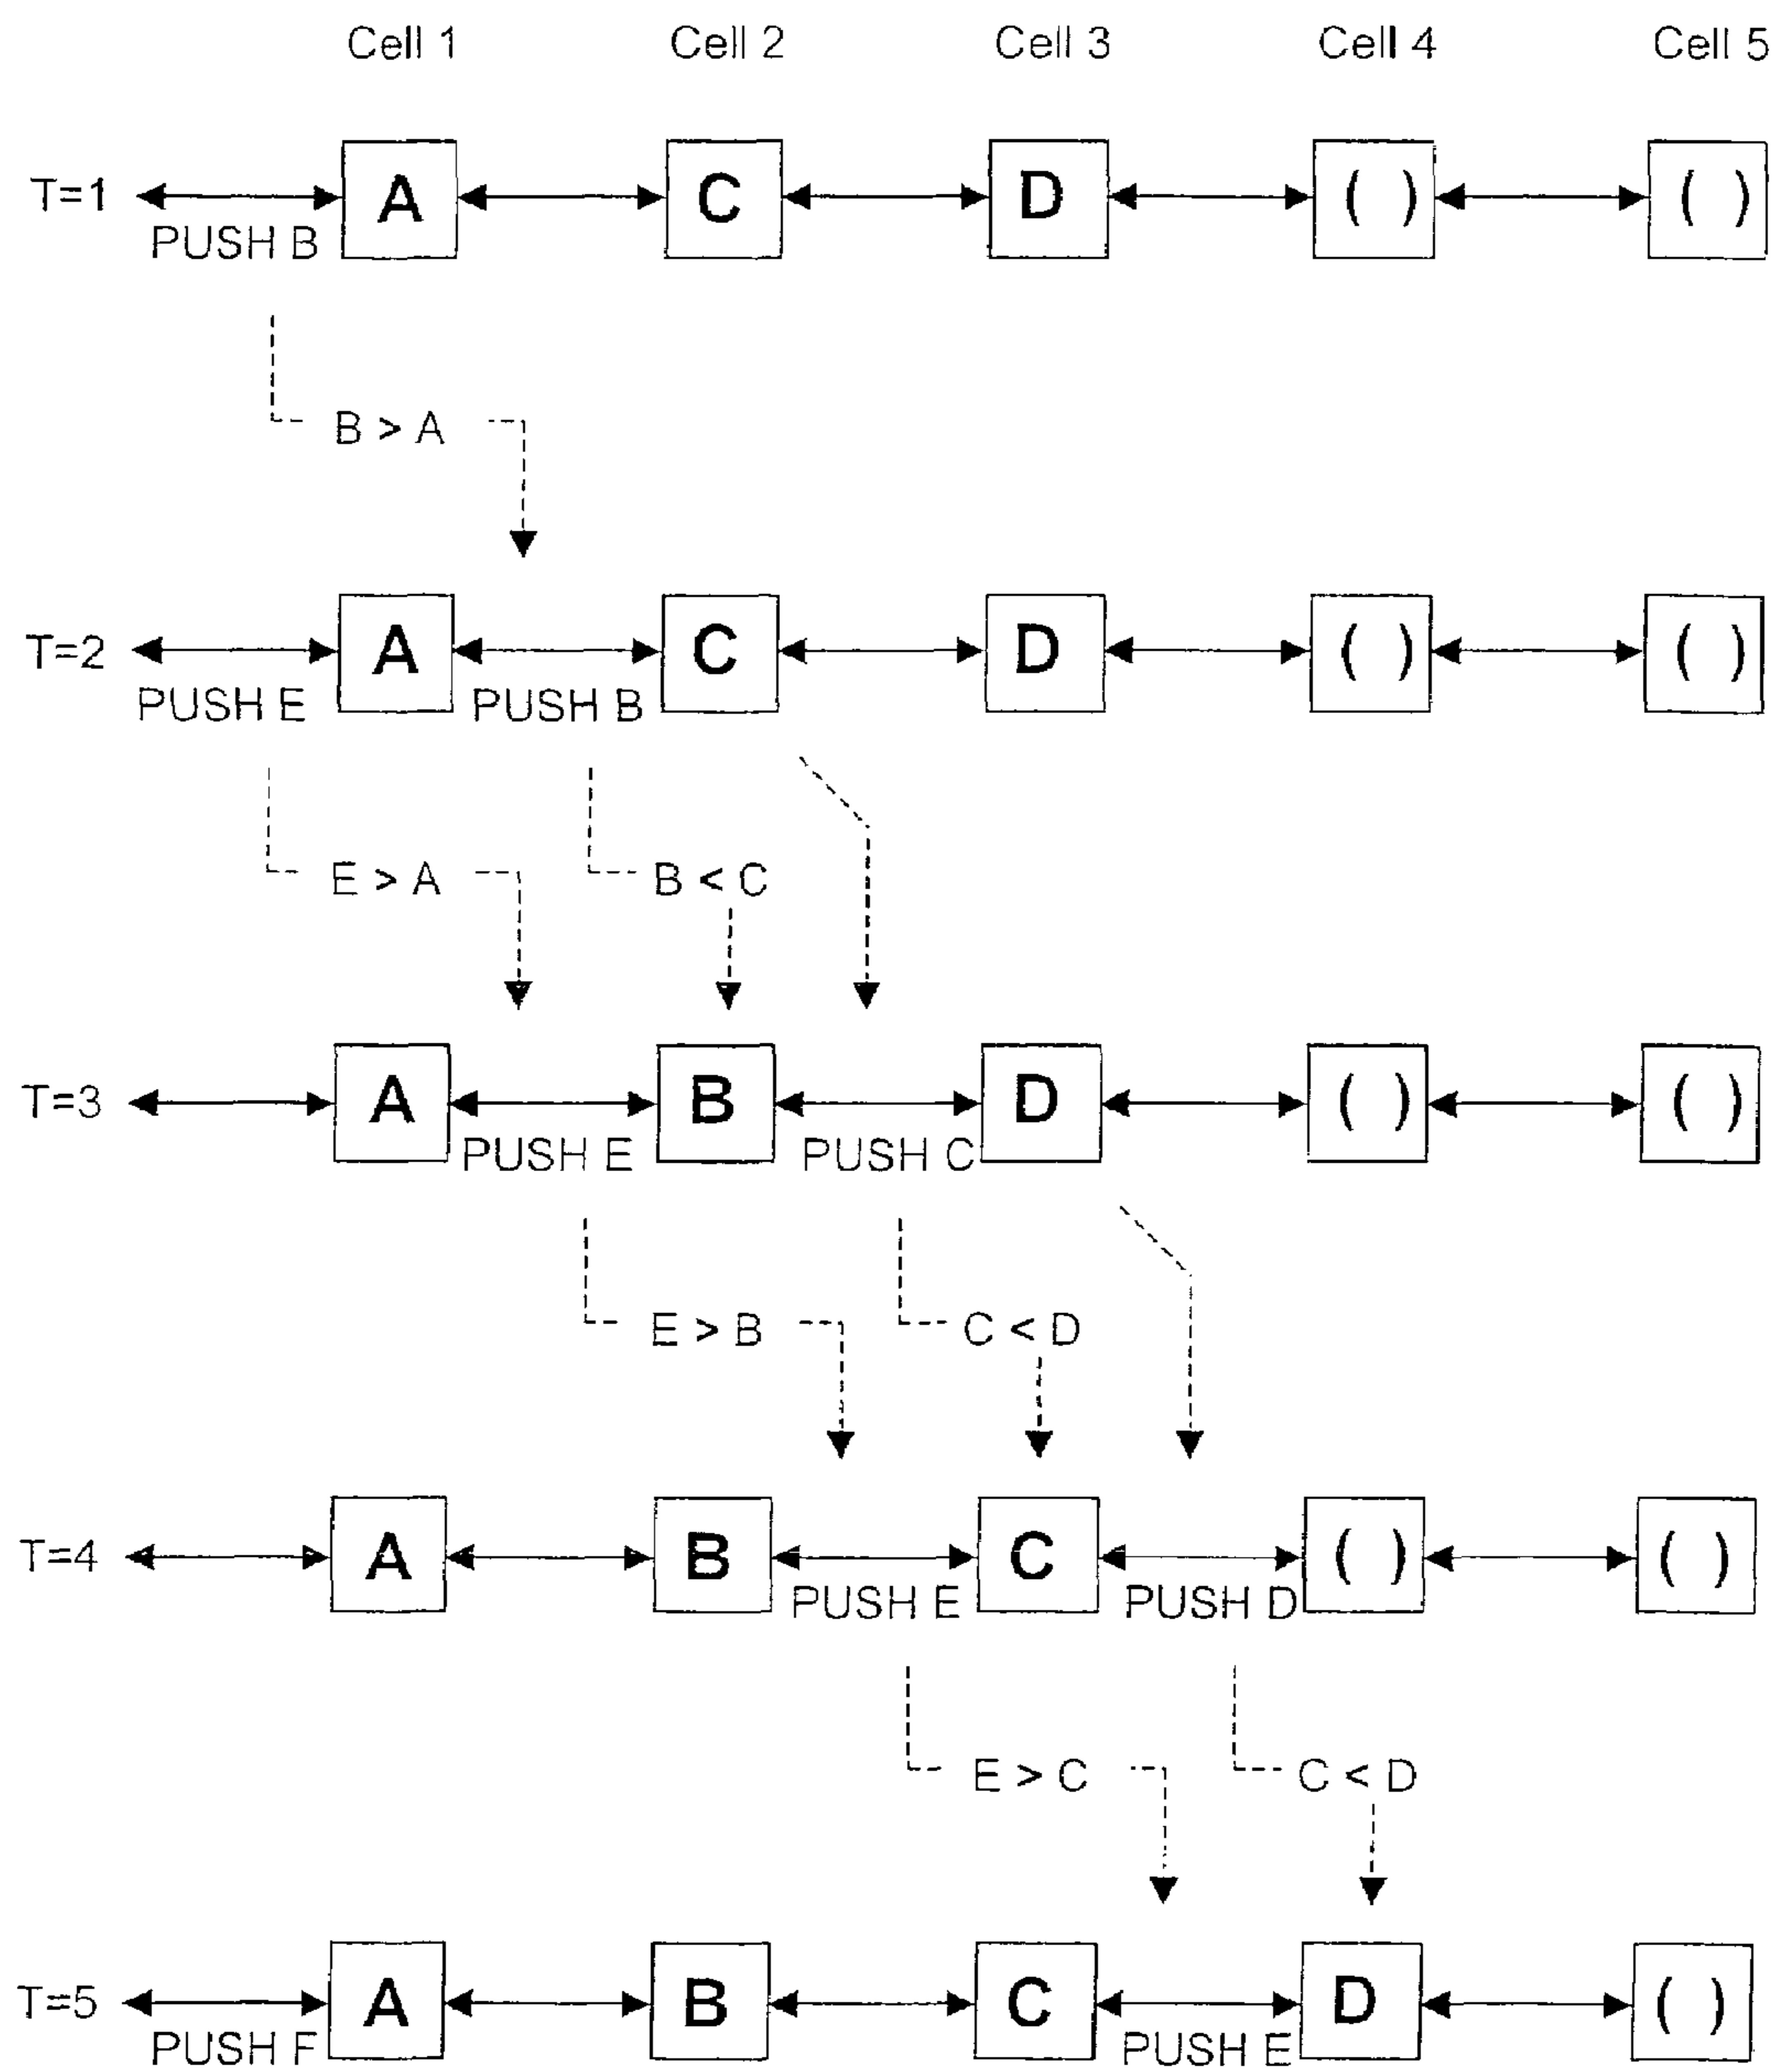 Cell 1 Cell 2 Cell 3 Cell 4 Cell 5
T=1 A C D ( ) ( )
PUSH B
B > A
T=2 A C D ( ) ( )
PUSH E PUSH B
E > A B < C
T=3 A B D ( ) ( )
PUSH E PUSH C
E > B C < D
T=4 A B C ( ) ( )
PUSH E PUSH D
E > C C < D
T=5 A B C D ( )
PUSH F PUSH E